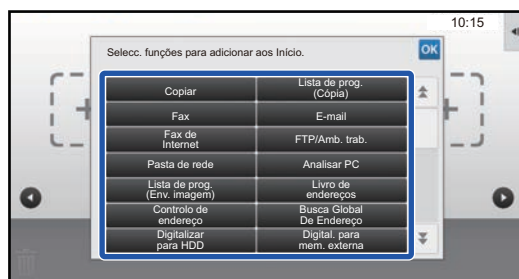 10:15
Selecc. funções para adicionar aos Início.
OK
Copiar
Lista de prog.
(Cópia)
Fax
E-mail
Fax de
Internet
FTP/Amb. trab.
Pasta de rede
Analisar PC
Lista de prog.
(Env. imagem)
Livro de
endereços
Controlo de
endereço
Busca Global
De Endereço
Digitalizar
para HDD
Digital. para
mem. externa